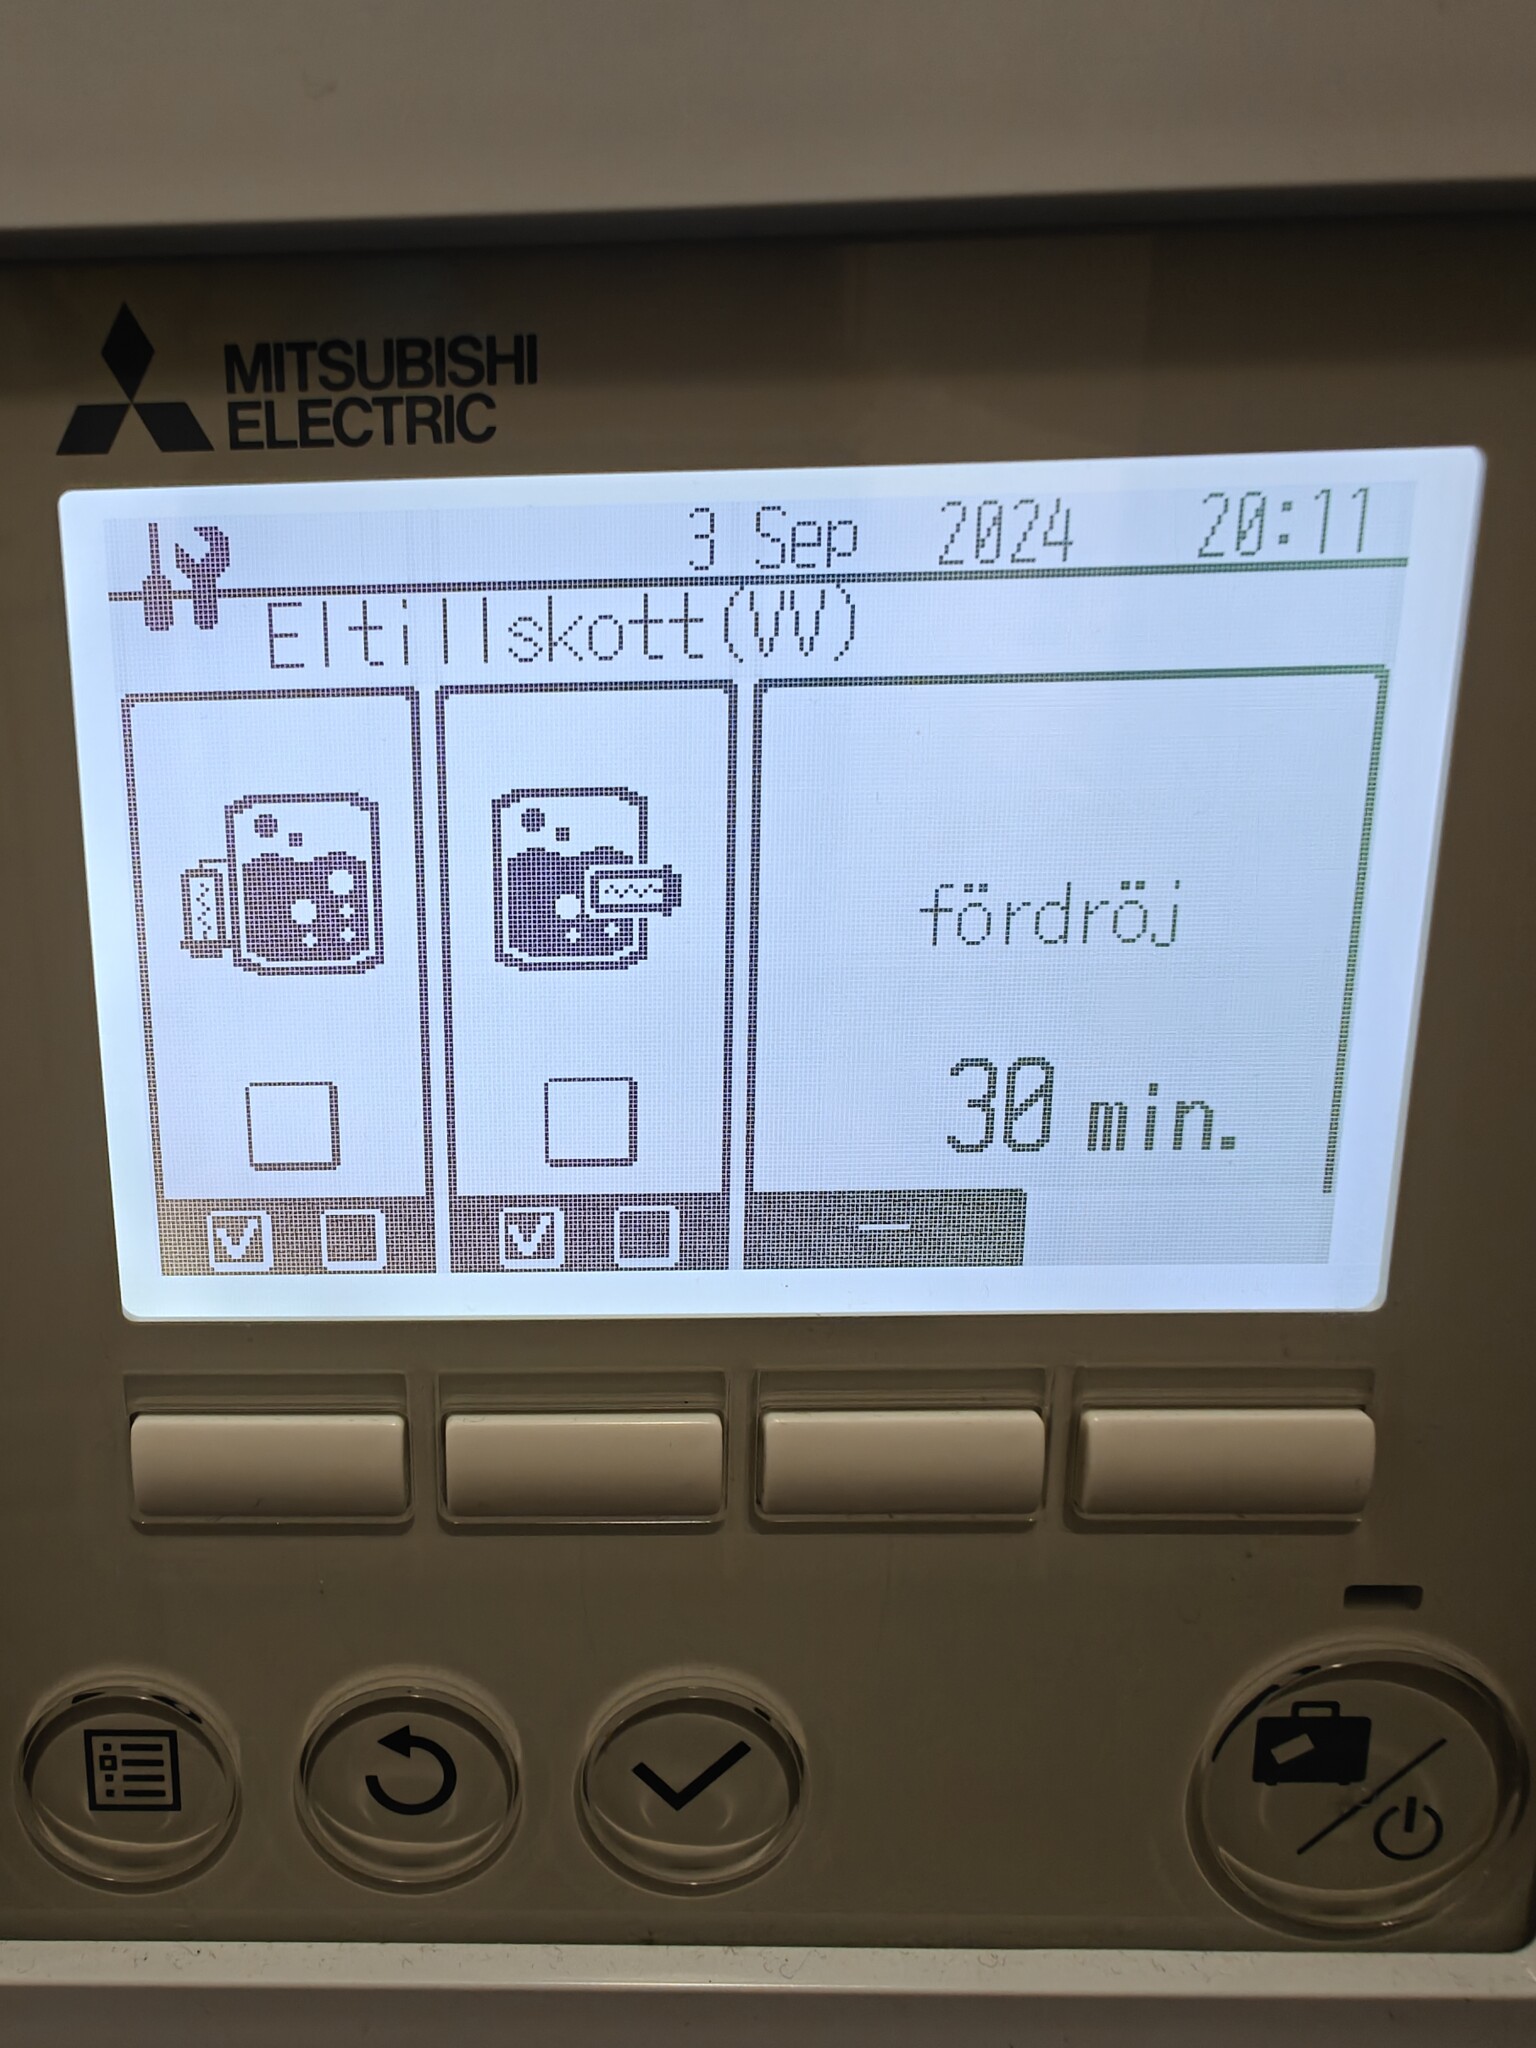 MITSUBISHI
ELECTRIC
3 Sep 2024 20:11
Eltillskott(VV)
fördröj
30 min.